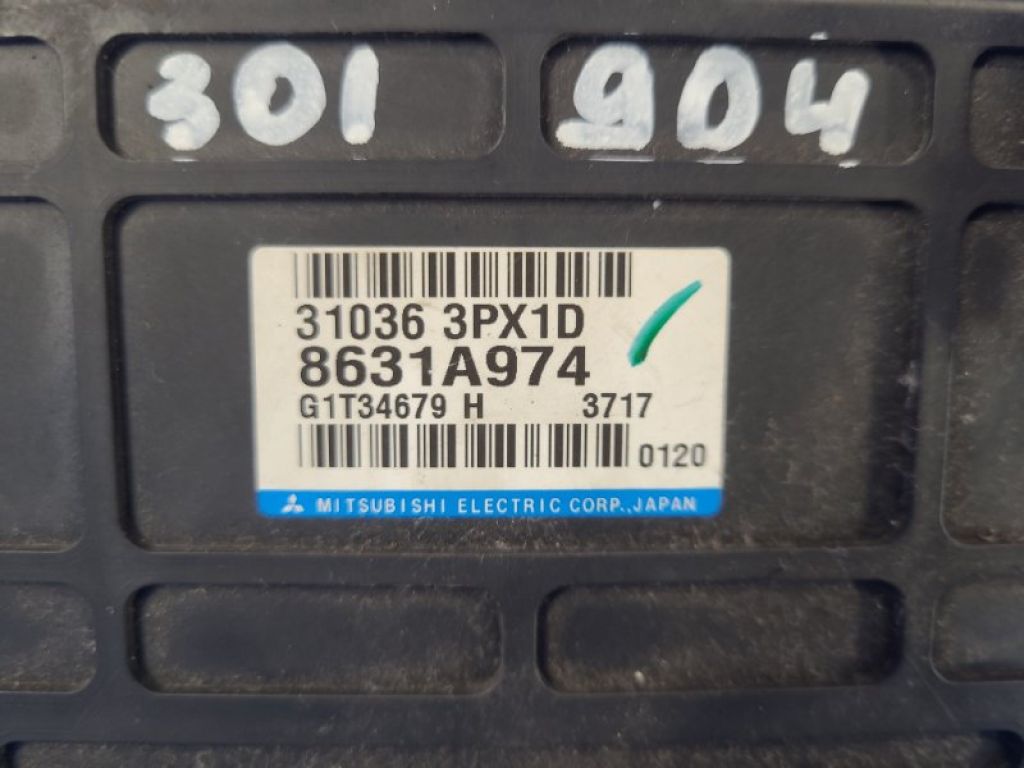 301 904
31036 3PX1D
8631A974
G1T34679 H 3717
0120
MITSUBISHI ELECTRIC CORP., JAPAN